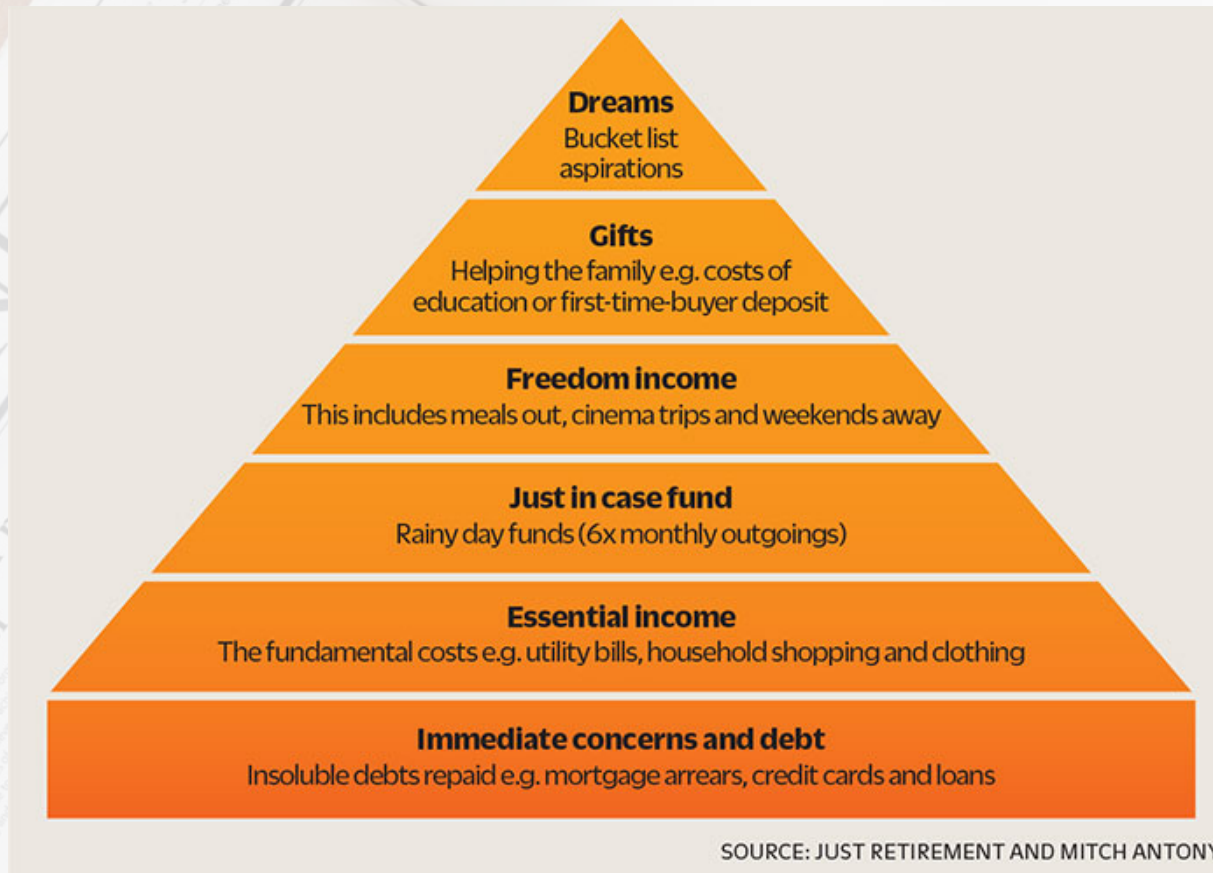 Dreams
Bucket list
aspirations
Gifts
Helping the family e.g. costs of
education or first-time-buyer deposit
Freedom income
This includes meals out, cinema trips and weekends away
Just in case fund
Rainy day funds (6x monthly outgoings)
Essential income
The fundamental costs e.g. utility bills, household shopping and clothing
Immediate concerns and debt
Insoluble debts repaid e.g. mortgage arrears, credit cards and loans
SOURCE: JUST RETIREMENT AND MITCH ANTONY